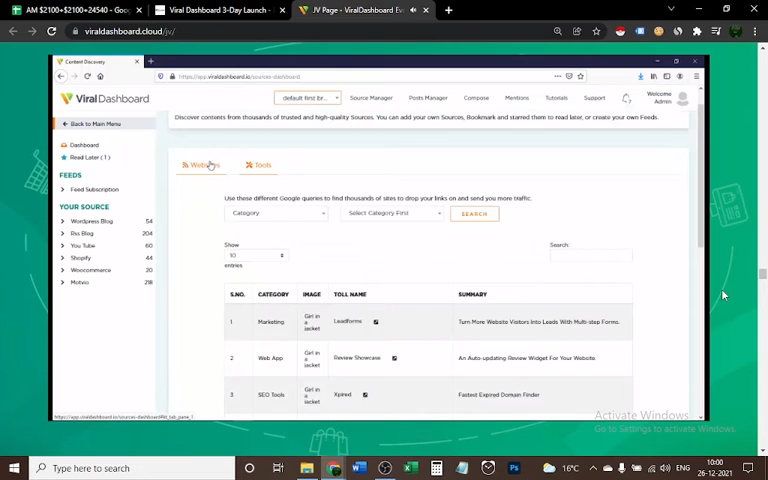 AM $2100+$2100+24540 - Goo
Viral Dashboard 3-Day Launch -
JV Page - ViralDashboard Eve
viraldashboard.cloud/jv/
Content Discovery
https://app.viraldashboard.io/sources-dashboard
ViralDashboard
default first br...
Source Manager
Posts Manager
Compose
Mentions
Tutorials
Support
Welcome
Admin
Back to Main Menu
Discover contents from thousands of trusted and high-quality Sources. You can add your own Sources, Bookmark and starred them to read later, or create your own Feeds.
Dashboard
Read Later ( 1 )
FEEDS
Feed Subscription
YOUR SOURCE
Wordpress Blog 54
Rss Blog 204
You Tube 60
Shopify 44
Woocommerce 20
Motvio 218
Websites
Tools
Use these different Google queries to find thousands of sites to drop your links on and send you more traffic.
Category
Select Category First
SEARCH
Show
10
entries
Search:
S.NO. CATEGORY IMAGE TOLL NAME SUMMARY
1 Marketing Girl in a jacket Leadforms Turn More Website Visitors Into Leads With Multi-step Forms.
2 Web App Girl in a jacket Review Showcase An Auto-updating Review Widget For Your Website.
3 SEO Tools Girl in a jacket Xpired Fastest Expired Domain Finder
https://app.viraldashboard.io/sources-dashboard#kt_tab_pane_1
Activate Windows
Go to Settings to activate Windows.
Type here to search
16°C
ENG
10:00
26-12-2021